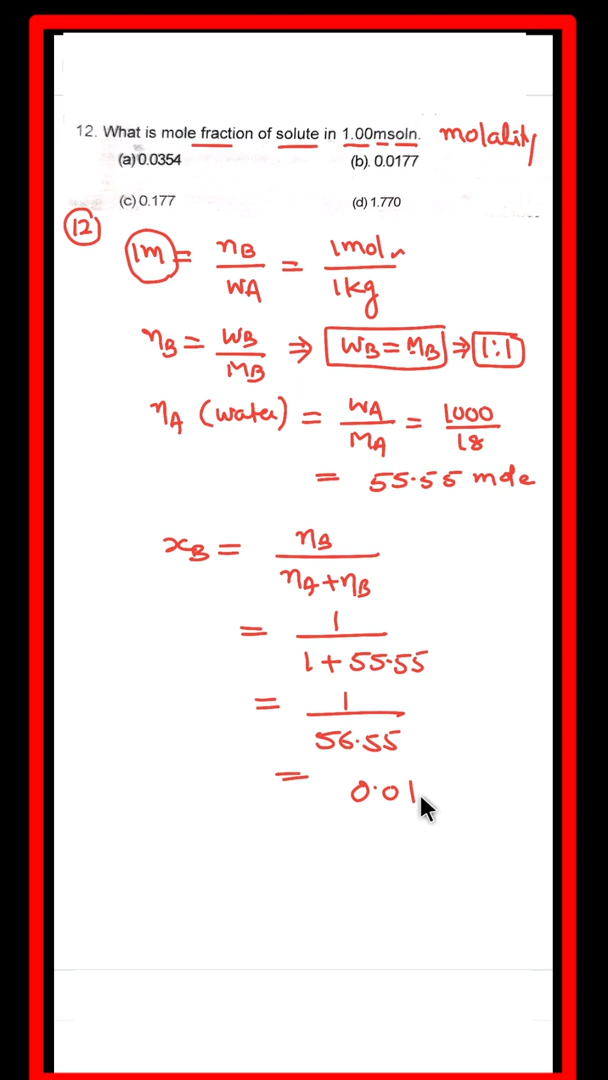 12. What is mole fraction of solute in 1.00msoln. molality
(a) 0.0354 (b). 0.0177
(c) 0.177 (d) 1.770
12)
1m = nB/WA = 1mol/1kg
nB = WB/MB ⇒ WB = MB ⇒ 1:1
nA (water) = WA/MA = 1000/18
= 55.55 mole
xB = nB/nA+nB
= 1/1+55.55
= 1/56.55
= 0.01